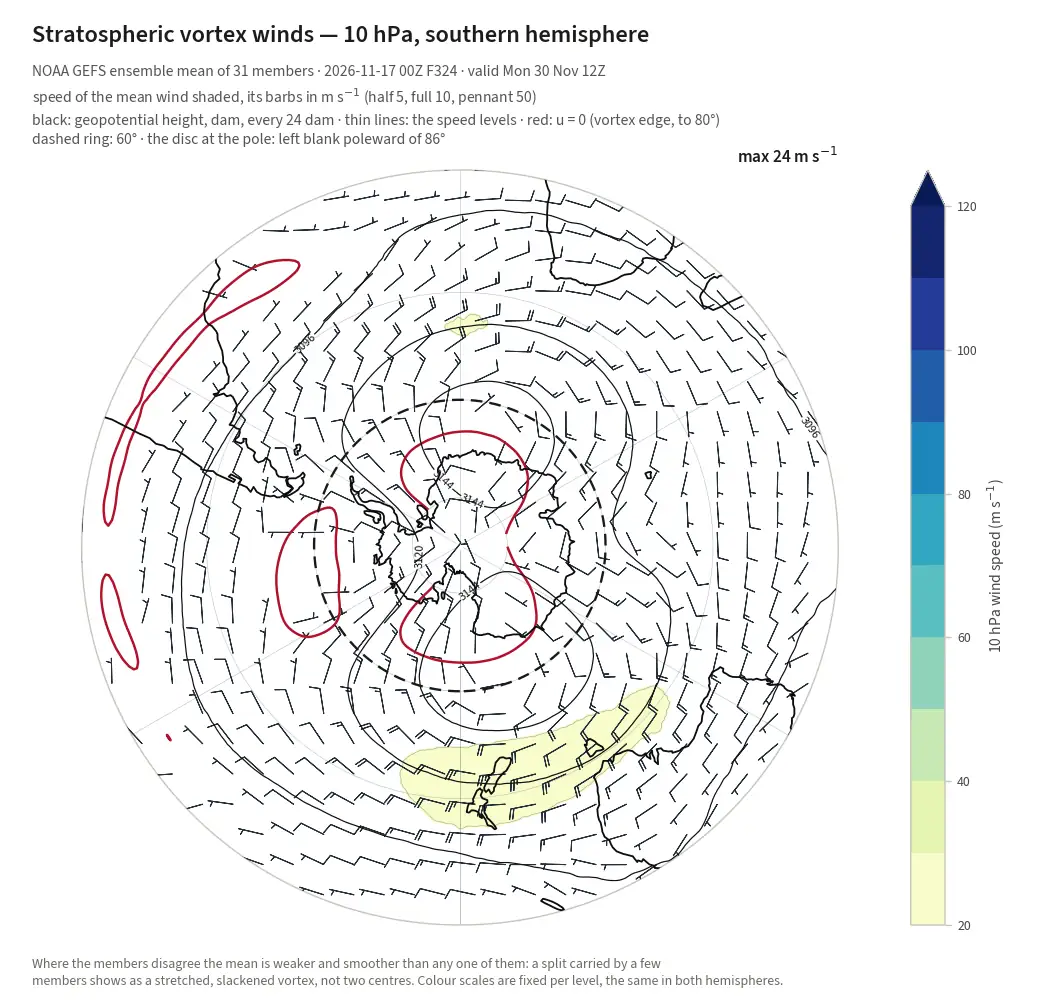 Stratospheric vortex winds — 10 hPa, southern hemisphere
NOAA GEFS ensemble mean of 31 members · 2026-11-17 00Z F324 · valid Mon 30 Nov 12Z
speed of the mean wind shaded, its barbs in m s⁻¹ (half 5, full 10, pennant 50)
black: geopotential height, dam, every 24 dam · thin lines: the speed levels · red: u = 0 (vortex edge, to 80°)
dashed ring: 60° · the disc at the pole: left blank poleward of 86°
max 24 m s⁻¹
3096
3096
3144
3144
3120
3144
120
100
80
60
40
20
10 hPa wind speed (m s⁻¹)
Where the members disagree the mean is weaker and smoother than any one of them: a split carried by a few
members shows as a stretched, slackened vortex, not two centres. Colour scales are fixed per level, the same in both hemispheres.